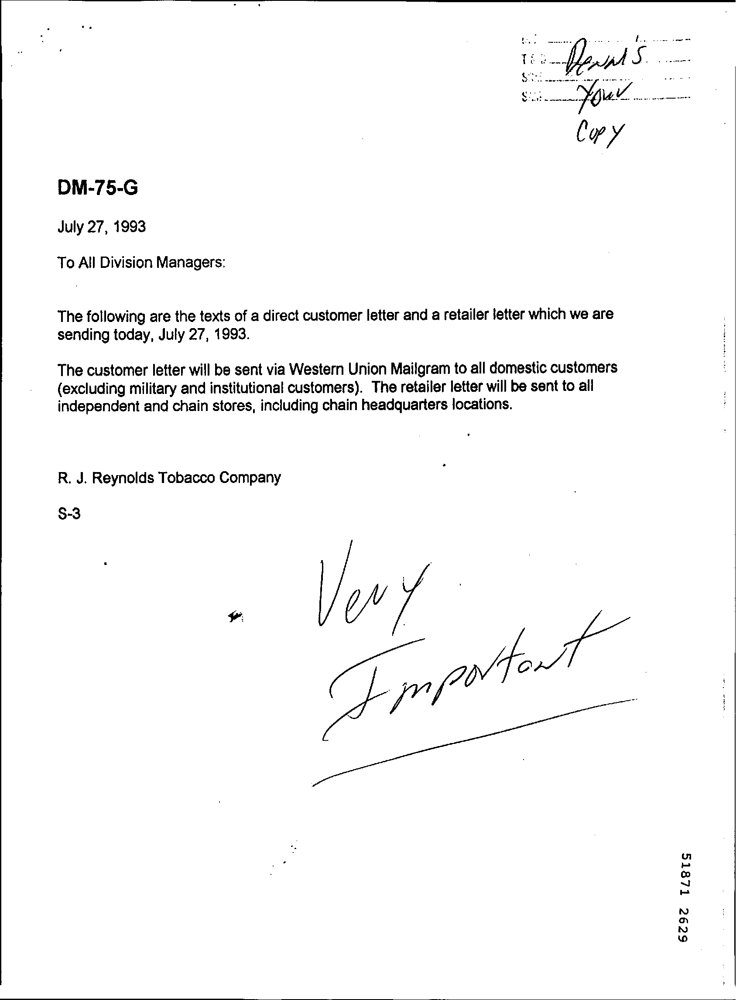 Dennis
Your
Copy
DM-75-G
July 27, 1993
To All Division Managers:
The following are the texts of a direct customer letter and a retailer letter which we are
sending today, July 27, 1993.
The customer letter will be sent via Western Union Mailgram to all domestic customers
(excluding military and institutional customers). The retailer letter will be sent to all
independent and chain stores, including chain headquarters locations.
R. J. Reynolds Tobacco Company
S-3
Very
Important
51871 2629